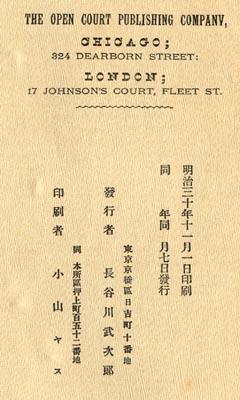 THE OPEN COURT PUBLISHING COMPANY,
CHICAGO;
324 DEARBORN STREET:
LONDON;
17 JOHNSON'S COURT, FLEET ST.
明治三十年十一月一日印刷
同 年同 月七日發行
東京京橋區日吉町十番地
發行者 長谷川武次郎
同 本所區押上町百五十二番地
印刷者 小山ヤス